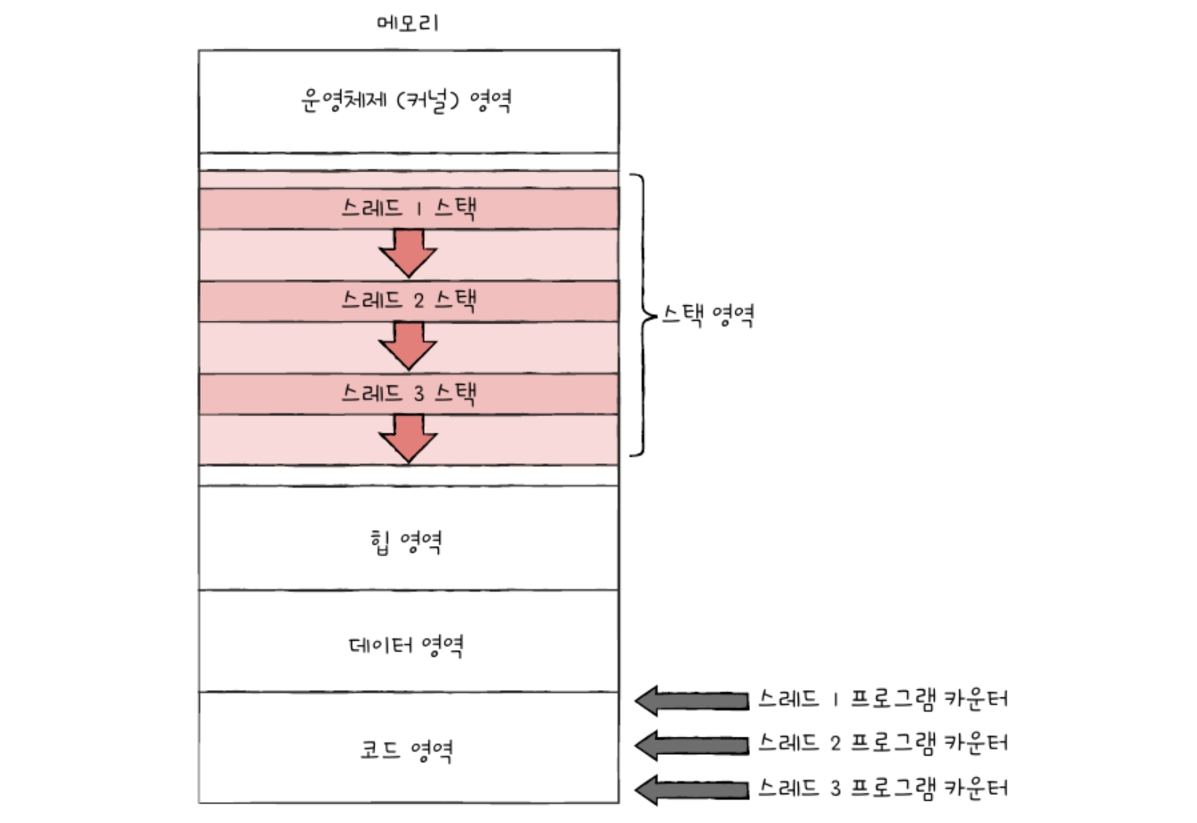 메모리
운영체제 (커널) 영역
스레드 1 스택
스레드 2 스택
스택 영역
스레드 3 스택
힙 영역
데이터 영역
스레드 1 프로그램 카운터
스레드 2 프로그램 카운터
코드 영역
스레드 3 프로그램 카운터